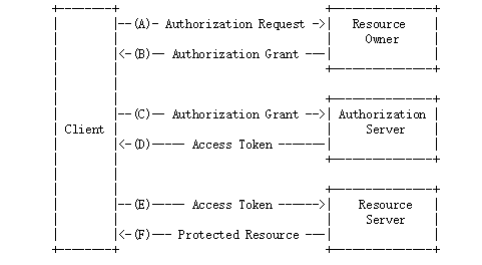 (A) Authorization Request Resource
Owner
(B) Authorization Grant
(C) Authorization Grant Authorization
Client Server
(D) Access Token
(E) Access Token Resource
Server
(F) Protected Resource